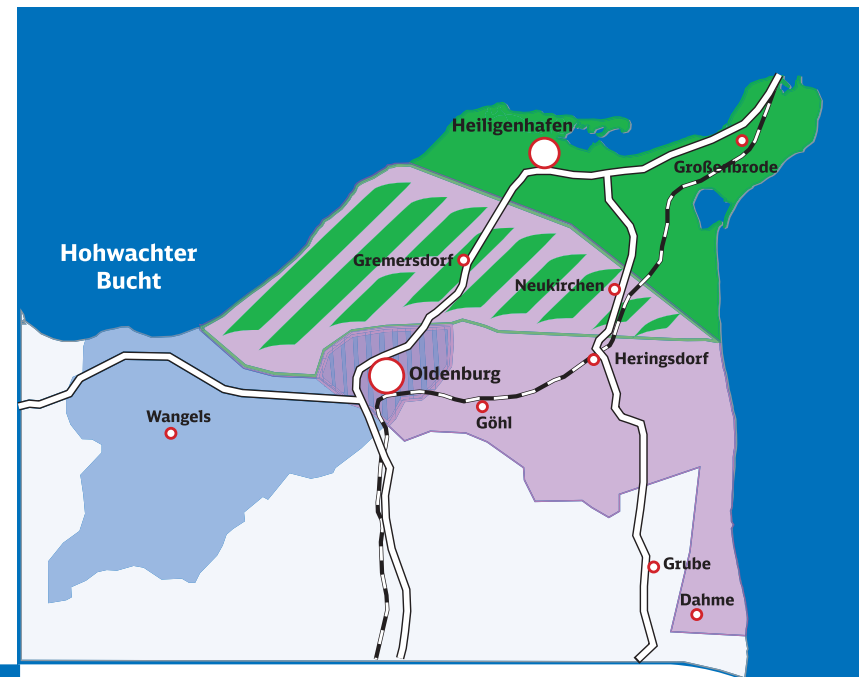 Heiligenhafen
Großenbrode
Hohwachter
Bucht
Gremersdorf
Neukirchen
Heringsdorf
Oldenburg
Wangels
Göhl
Grube
Dahme